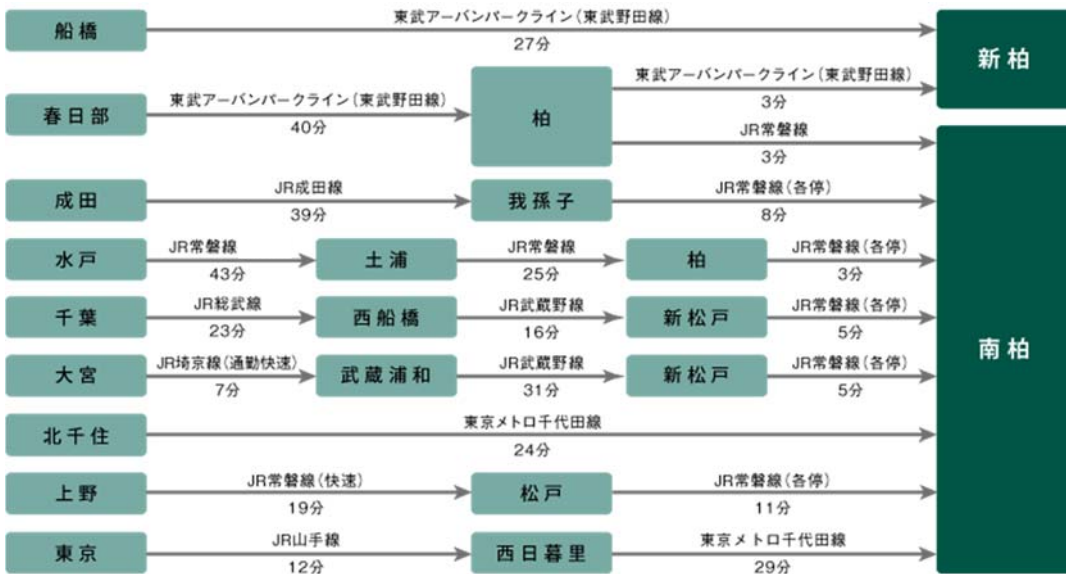 船橋
東武アーバンパークライン(東武野田線)
27分
新柏
春日部
東武アーバンパークライン(東武野田線)
40分
柏
東武アーバンパークライン(東武野田線)
3分
JR常磐線
3分
成田
JR成田線
39分
我孫子
JR常磐線(各停)
8分
水戸
JR常磐線
43分
土浦
JR常磐線
25分
柏
JR常磐線(各停)
3分
千葉
JR総武線
23分
西船橋
JR武蔵野線
16分
新松戸
JR常磐線(各停)
5分
大宮
JR埼京線(通勤快速)
7分
武蔵浦和
JR武蔵野線
31分
新松戸
JR常磐線(各停)
5分
北千住
東京メトロ千代田線
24分
上野
JR常磐線(快速)
19分
松戸
JR常磐線(各停)
11分
東京
JR山手線
12分
西日暮里
東京メトロ千代田線
29分
南柏